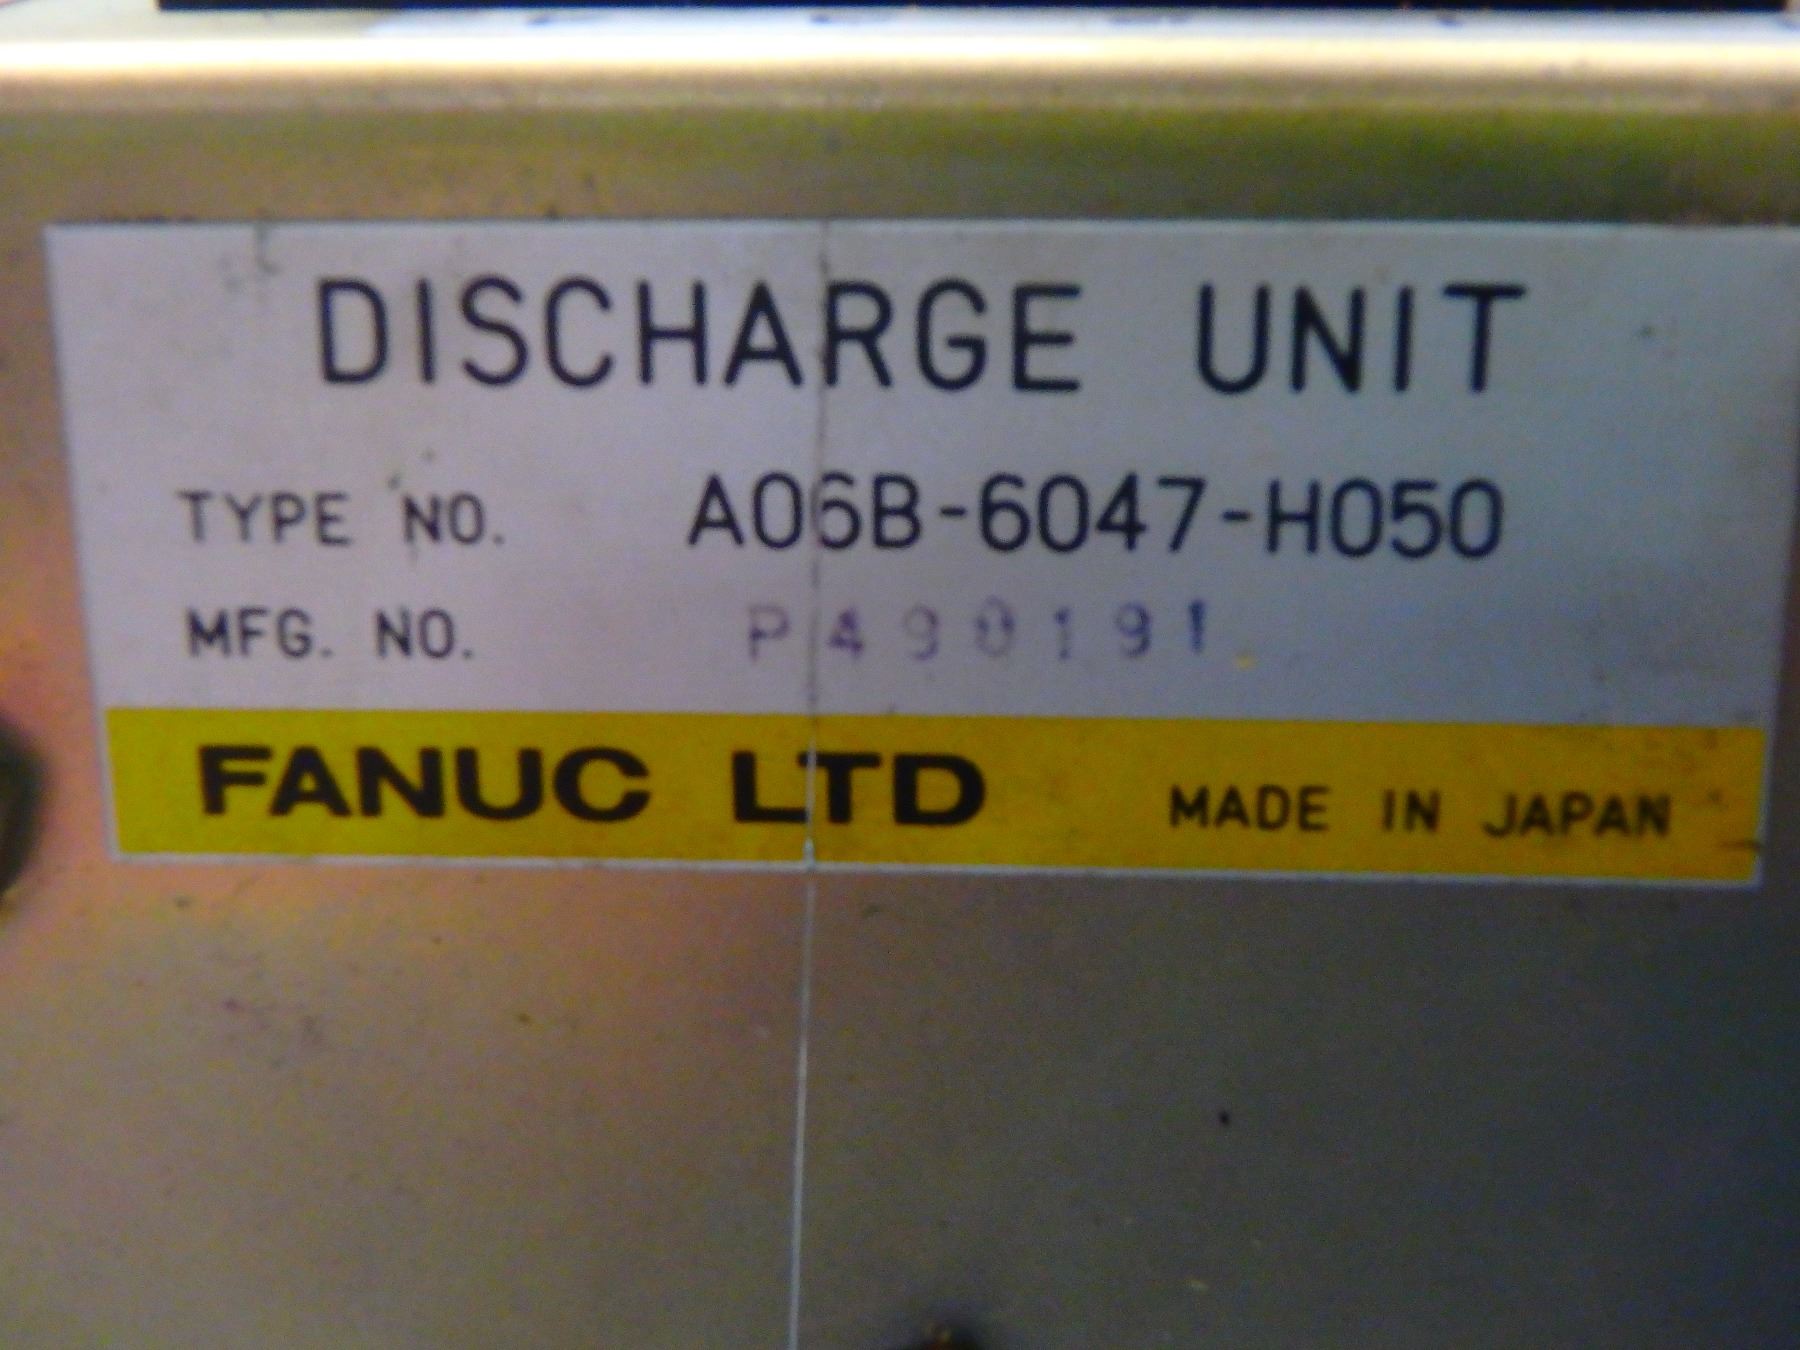 DISCHARGE UNIT
TYPE NO. A06B-6047-H050
MFG. NO. P490191
FANUC LTD MADE IN JAPAN